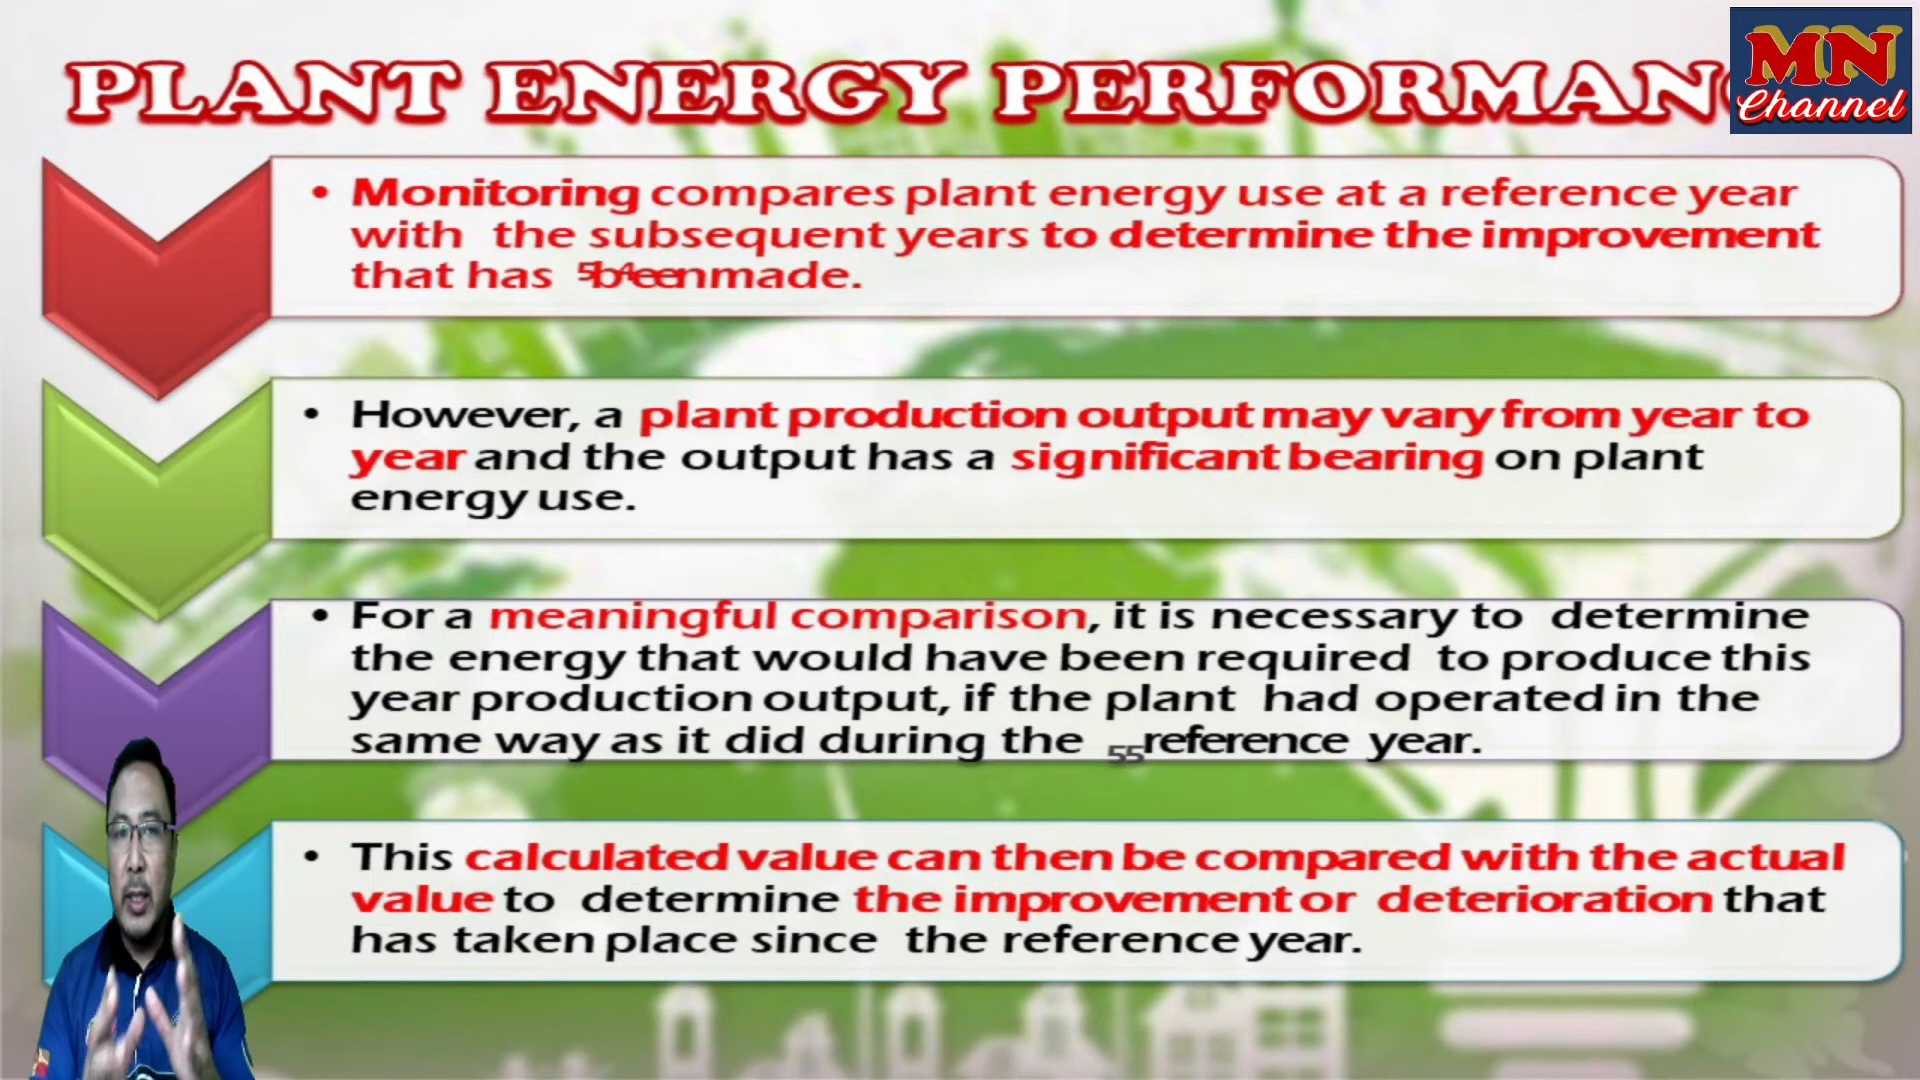 PLANT ENERGY PERFORMAN
MN
Channel
• Monitoring compares plant energy use at a reference year
with the subsequent years to determine the improvement
that has been made.
• However, a plant production output may vary from year to
year and the output has a significant bearing on plant
energy use.
• For a meaningful comparison, it is necessary to determine
the energy that would have been required to produce this
year production output, if the plant had operated in the
same way as it did during the 55 reference year.
• This calculated value can then be compared with the actual
value to determine the improvement or deterioration that
has taken place since the reference year.